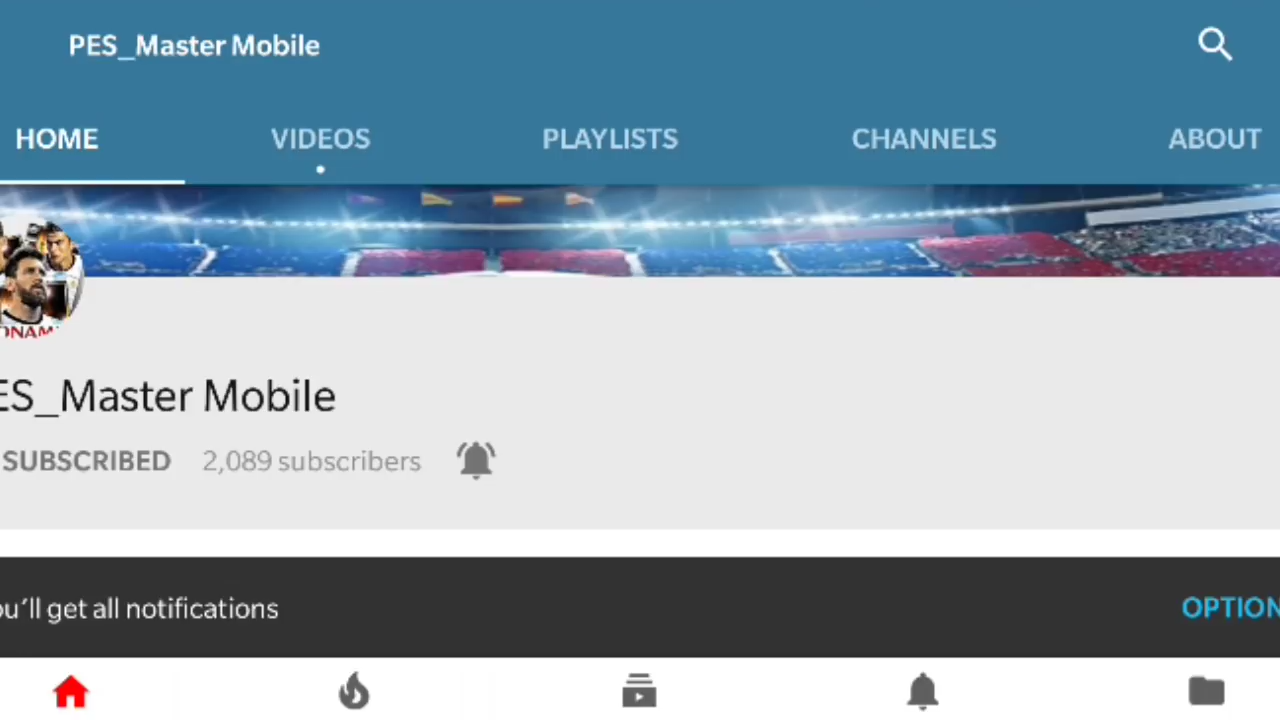 PES_Master Mobile
HOME VIDEOS PLAYLISTS CHANNELS ABOUT
ONAM
ES_Master Mobile
SUBSCRIBED 2,089 subscribers
ou´ll get all notifications
OPTION